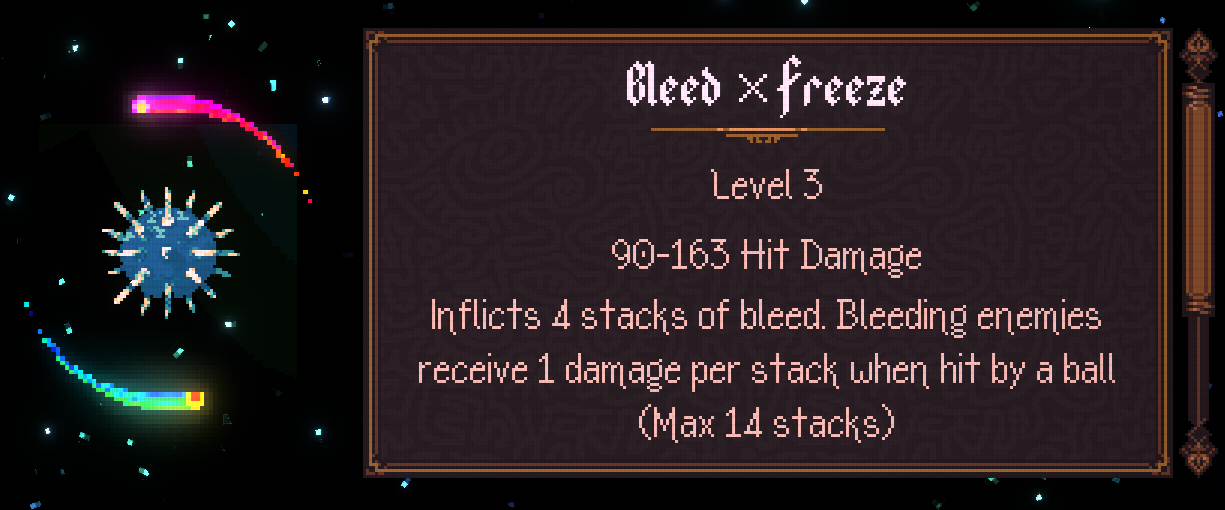 Bleed × Freeze
Level 3
90-163 Hit Damage
Inflicts 4 stacks of bleed. Bleeding enemies
receive 1 damage per stack when hit by a ball
(Max 14 stacks)